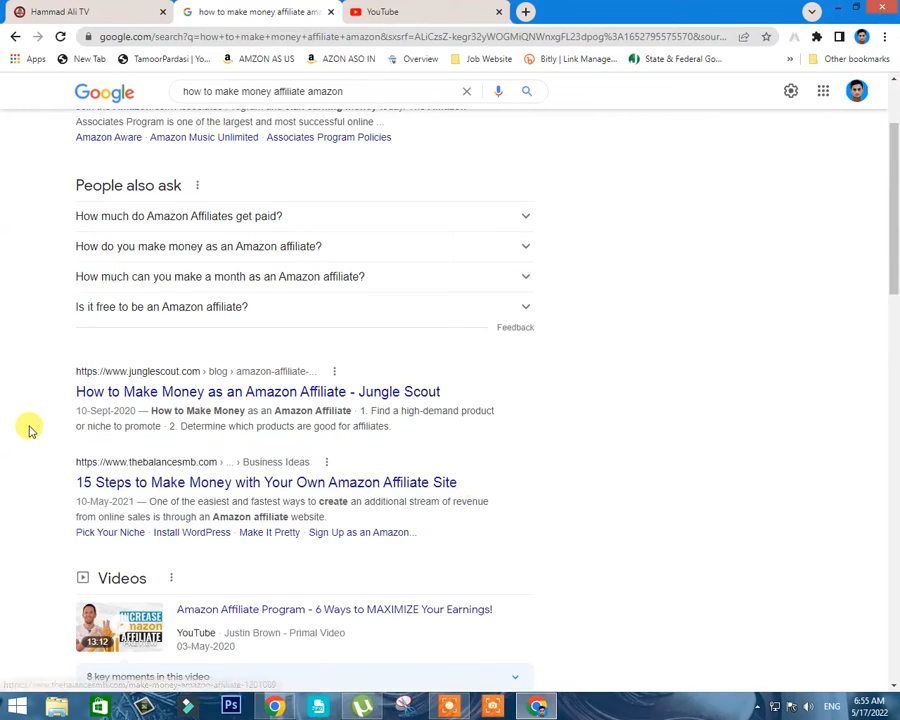 Hammad Ali TV
how to make money affiliate am
YouTube
google.com/search?q=how+to+make+money+affiliate+amazon&sxsrf=ALiCzsZ-kegr32yWOGMiQNWnxgFL23dpog%3A1652795575570&sour...
Apps
New Tab
TamoorPardasi | Yo...
AMZON AS US
AZON ASO IN
Overview
Job Website
Bitly | Link Manage...
State & Federal Go...
»
Other bookmarks
Google
how to make money affiliate amazon
Associates Program is one of the largest and most successful online ...
Amazon Aware · Amazon Music Unlimited · Associates Program Policies
People also ask
How much do Amazon Affiliates get paid?
How do you make money as an Amazon affiliate?
How much can you make a month as an Amazon affiliate?
Is it free to be an Amazon affiliate?
Feedback
https://www.junglescout.com › blog › amazon-affiliate-...
How to Make Money as an Amazon Affiliate - Jungle Scout
10-Sept-2020 — How to Make Money as an Amazon Affiliate · 1. Find a high-demand product
or niche to promote · 2. Determine which products are good for affiliates.
https://www.thebalancesmb.com › ... › Business Ideas
15 Steps to Make Money with Your Own Amazon Affiliate Site
10-May-2021 — One of the easiest and fastest ways to create an additional stream of revenue
from online sales is through an Amazon affiliate website.
Pick Your Niche · Install WordPress · Make It Pretty · Sign Up as an Amazon...
Videos
INCREASE
AFFILIATE
13:12
Amazon Affiliate Program - 6 Ways to MAXIMIZE Your Earnings!
YouTube · Justin Brown - Primal Video
03-May-2020
8 key moments in this video
Ps
ENG
6:55 AM
5/17/2022